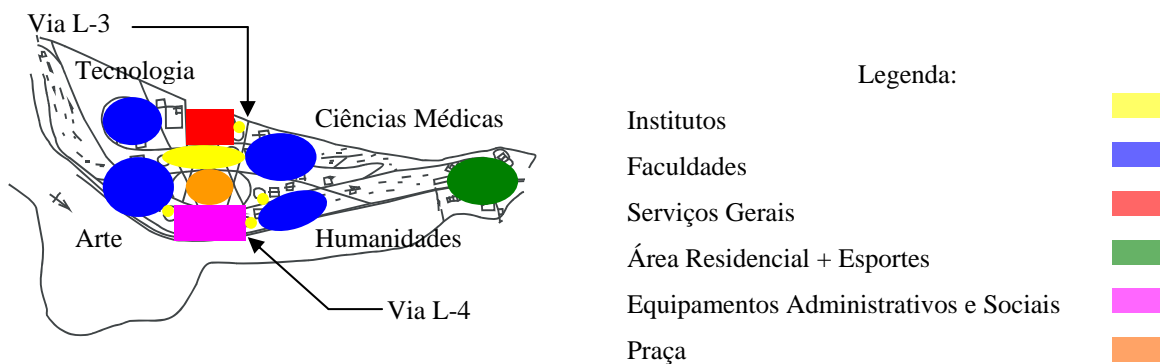 Via L-3
Tecnologia
Ciências Médicas
Arte
Humanidades
Via L-4
Legenda:
Institutos
Faculdades
Serviços Gerais
Área Residencial + Esportes
Equipamentos Administrativos e Sociais
Praça